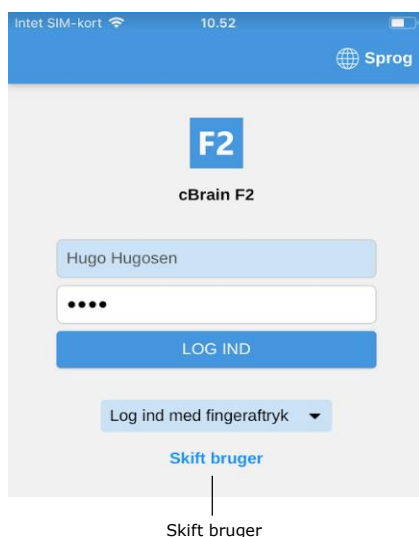 Intet SIM-kort 10.52
Sprog
F2
cBrain F2
Hugo Hugosen
••••
LOG IND
Log ind med fingeraftryk
Skift bruger
Skift bruger